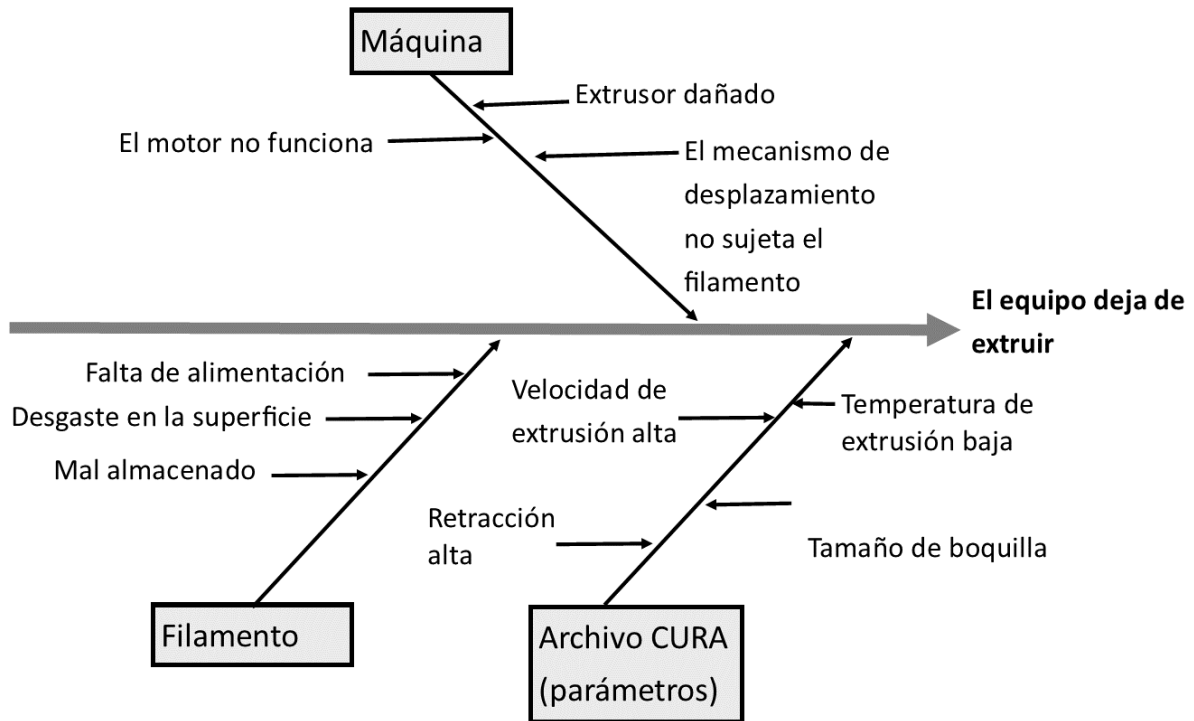 Máquina
Extrusor dañado
El motor no funciona
El mecanismo de
desplazamiento
no sujeta el
filamento
El equipo deja de
extruir
Falta de alimentación
Desgaste en la superficie
Mal almacenado
Velocidad de
extrusión alta
Temperatura de
extrusión baja
Retracción
alta
Tamaño de boquilla
Filamento
Archivo CURA
(parámetros)